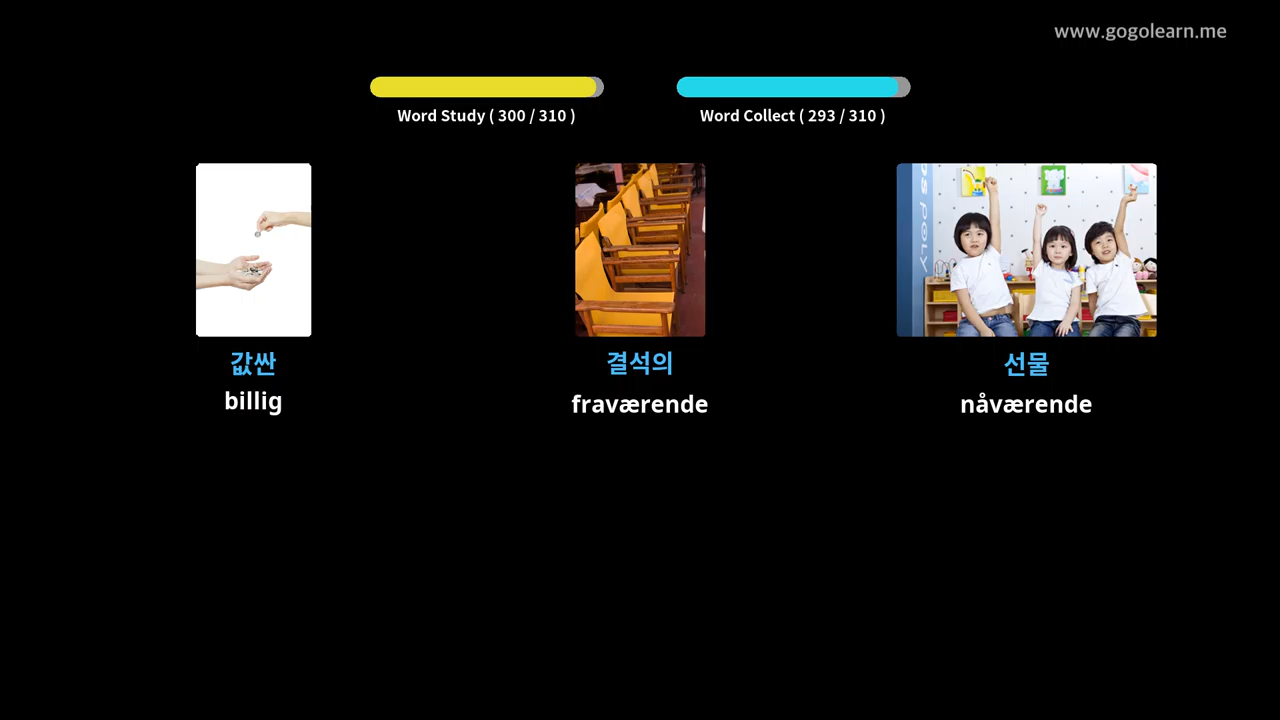 www.gogolearn.me
Word Study ( 300 / 310 )
Word Collect ( 293 / 310 )
값싼
billig
결석의
fraværende
선물
nåværende